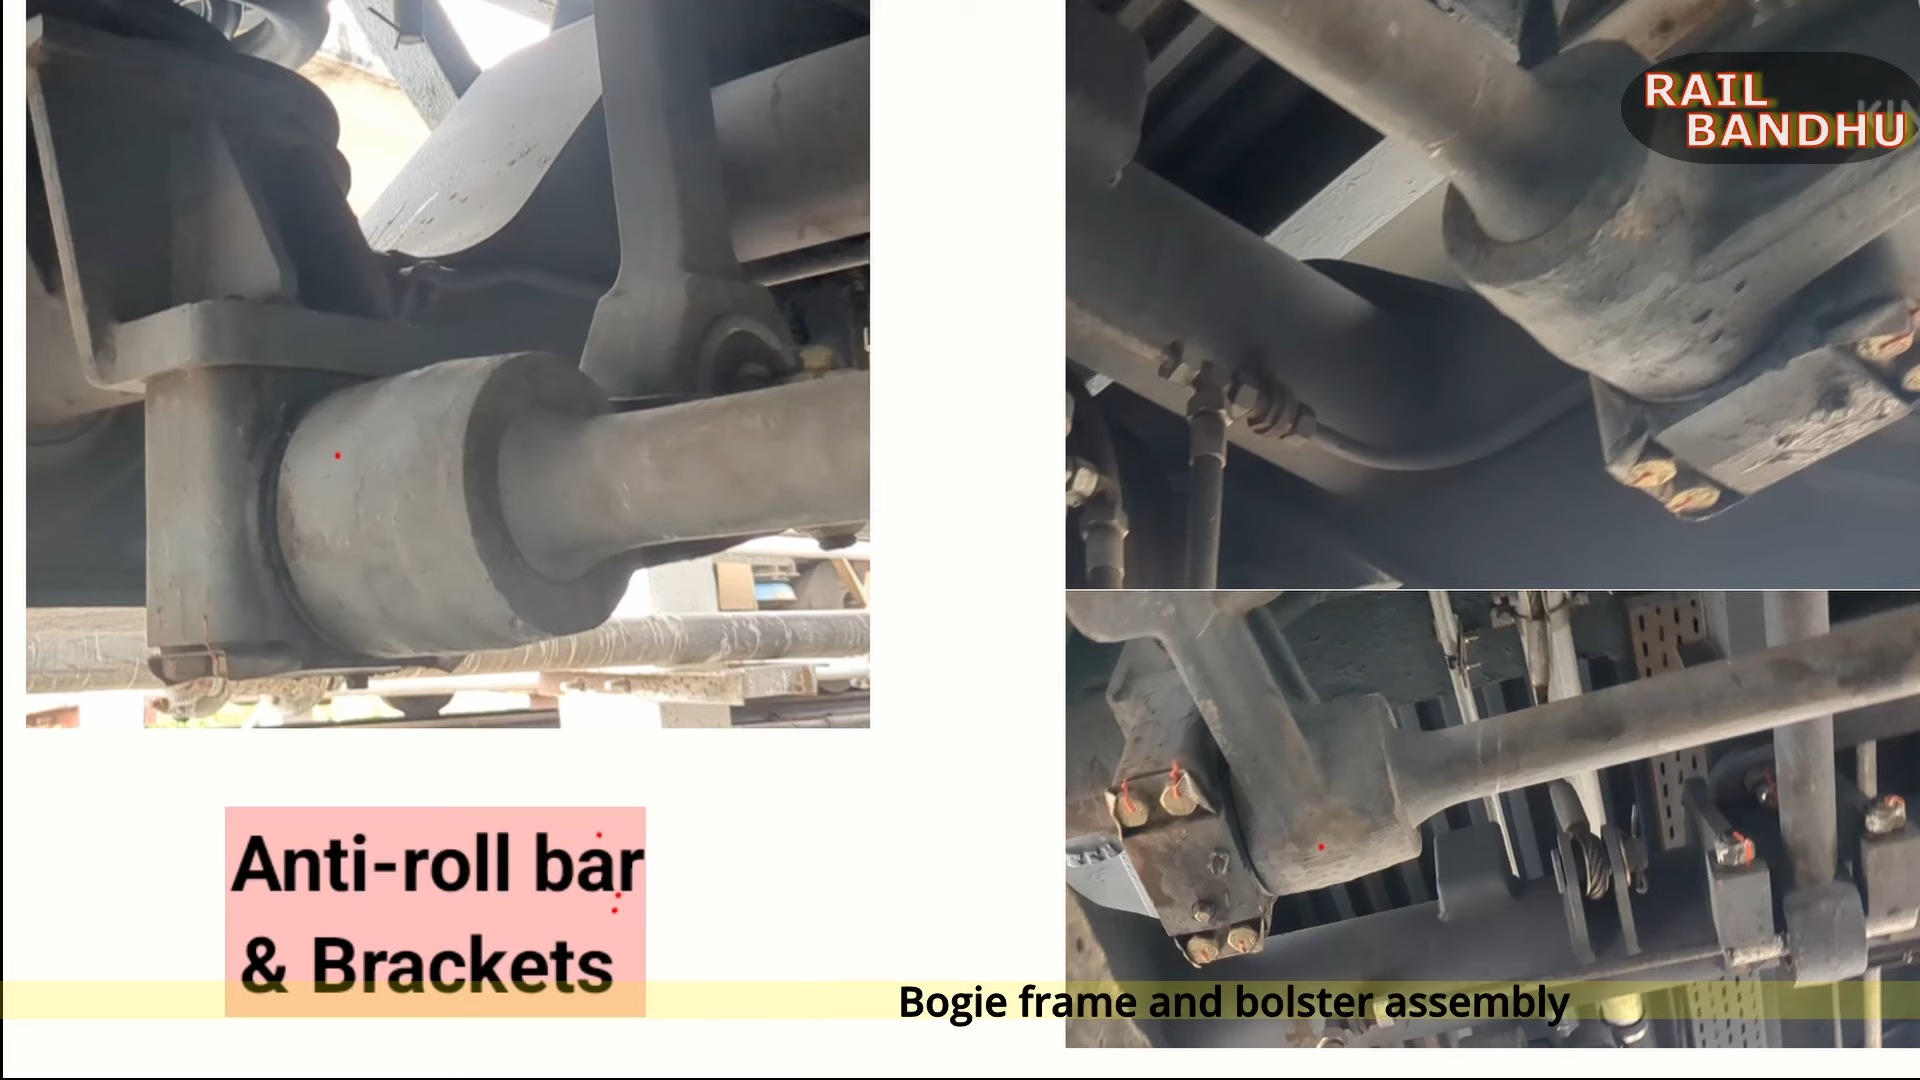 RAIL
BANDHU
Anti-roll bar
& Brackets
Bogie frame and bolster assembly